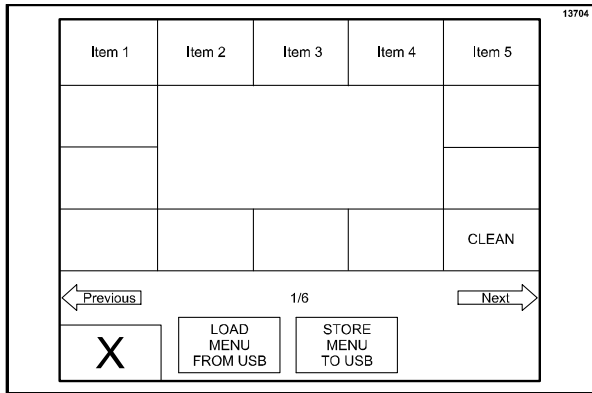 13704
Item 1 Item 2 Item 3 Item 4 Item 5
CLEAN
Previous 1/6 Next
X
LOAD
MENU
FROM USB
STORE
MENU
TO USB